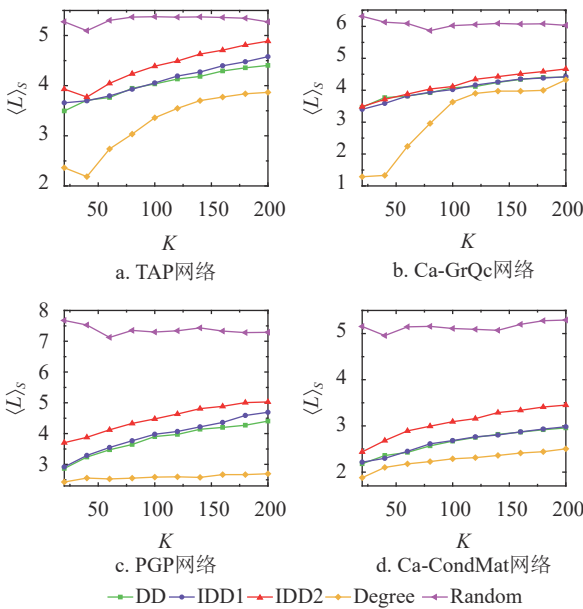 5
4
3
2
⟨L⟩S
50 100 150 200
K
a. TAP网络
6
5
4
3
2
1
⟨L⟩S
50 100 150 200
K
b. Ca-GrQc网络
8
7
6
5
4
3
⟨L⟩S
50 100 150 200
K
c. PGP网络
5
4
3
2
⟨L⟩S
50 100 150 200
K
d. Ca-CondMat网络
DD IDD1 IDD2 Degree Random